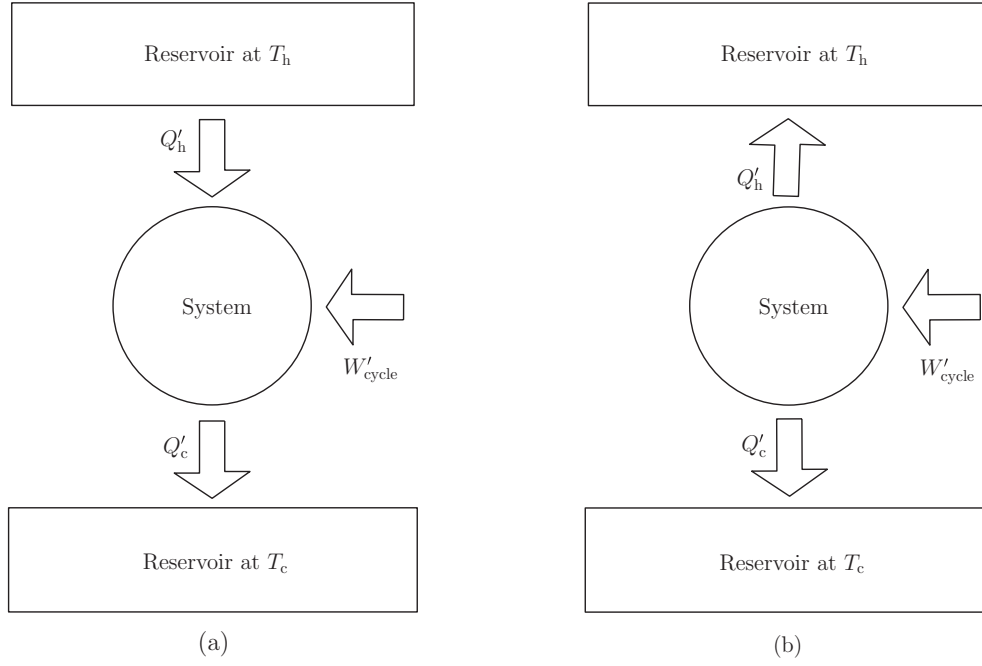 Reservoir at T_h
Q′_h
System
W′_cycle
Q′_c
Reservoir at T_c
(a)
Reservoir at T_h
Q′_h
System
W′_cycle
Q′_c
Reservoir at T_c
(b)